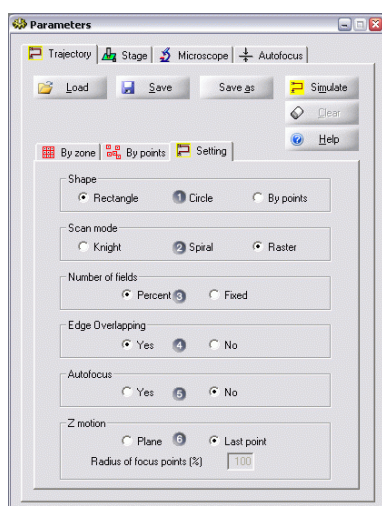 Parameters
Trajectory Stage Microscope Autofocus
Load Save Save as Simulate
Clear
Help
By zone By points Setting
Shape
Rectangle 1 Circle By points
Scan mode
Knight 2 Spiral Raster
Number of fields
Percent 3 Fixed
Edge Overlapping
Yes 4 No
Autofocus
Yes 5 No
Z motion
Plane 6 Last point
Radius of focus points (%) 100